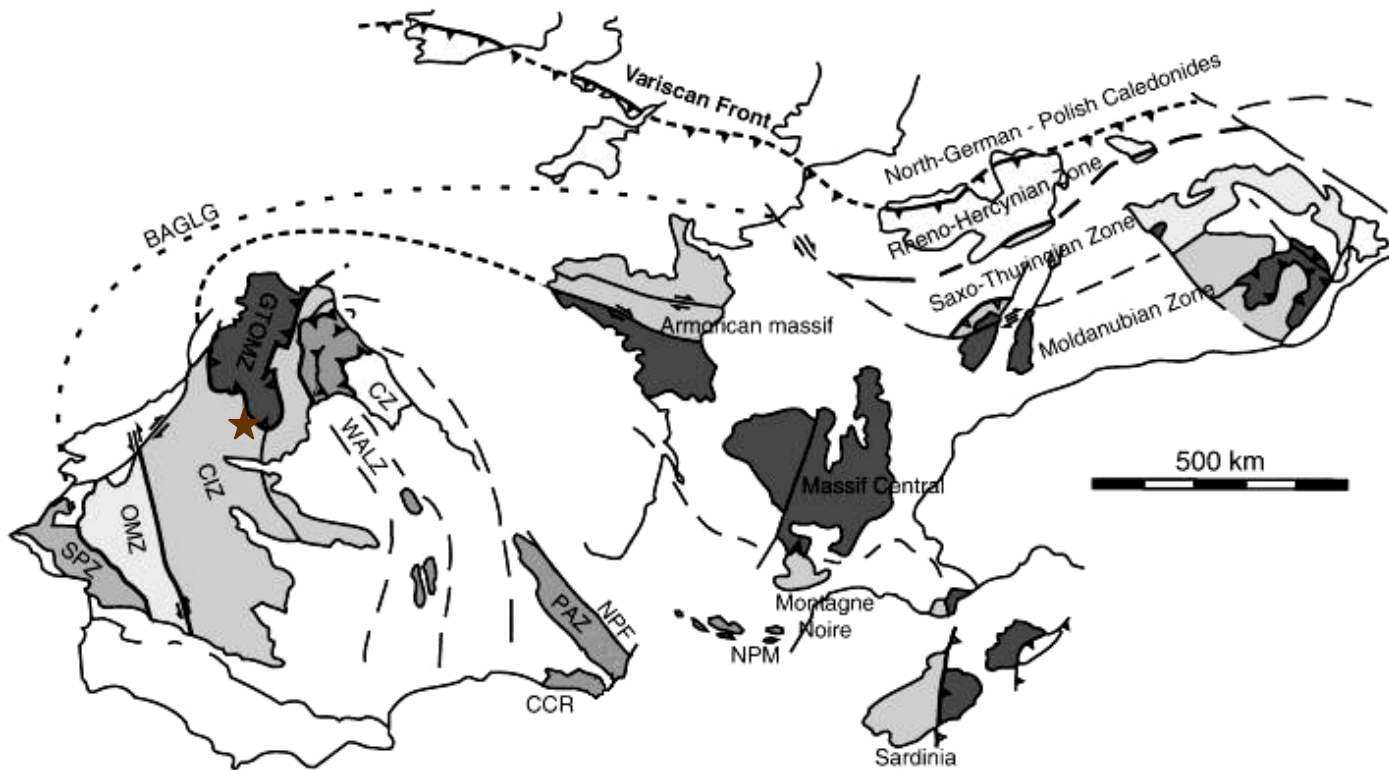 Variscan Front
North-German - Polish Caledonides
Rheno-Hercynian Zone
Saxo-Thuringian Zone
Moldanubian Zone
BAGLG
GTOMZ
Armorican massif
CZ
WALZ
CIZ
OMZ
SPZ
500 km
Massif Central
PAZ
NPF
Montagne
Noire
NPM
CCR
Sardinia